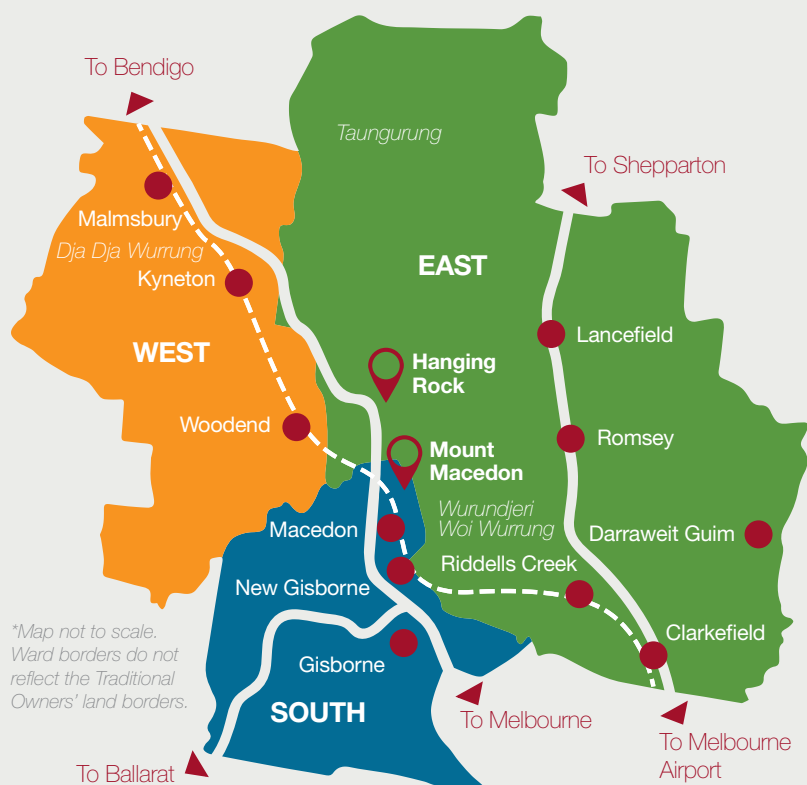 To Bendigo
Taungurung
To Shepparton
Malmsbury
Dja Dja Wurrung
Kyneton
EAST
WEST
Lancefield
Hanging
Rock
Woodend
Romsey
Mount
Macedon
Wurundjeri
Woi Wurrung
Macedon
Darraweit Guim
Riddells Creek
New Gisborne
*Map not to scale.
Ward borders do not
reflect the Traditional
Owners' land borders.
Clarkefield
Gisborne
SOUTH
To Melbourne
To Melbourne
Airport
To Ballarat